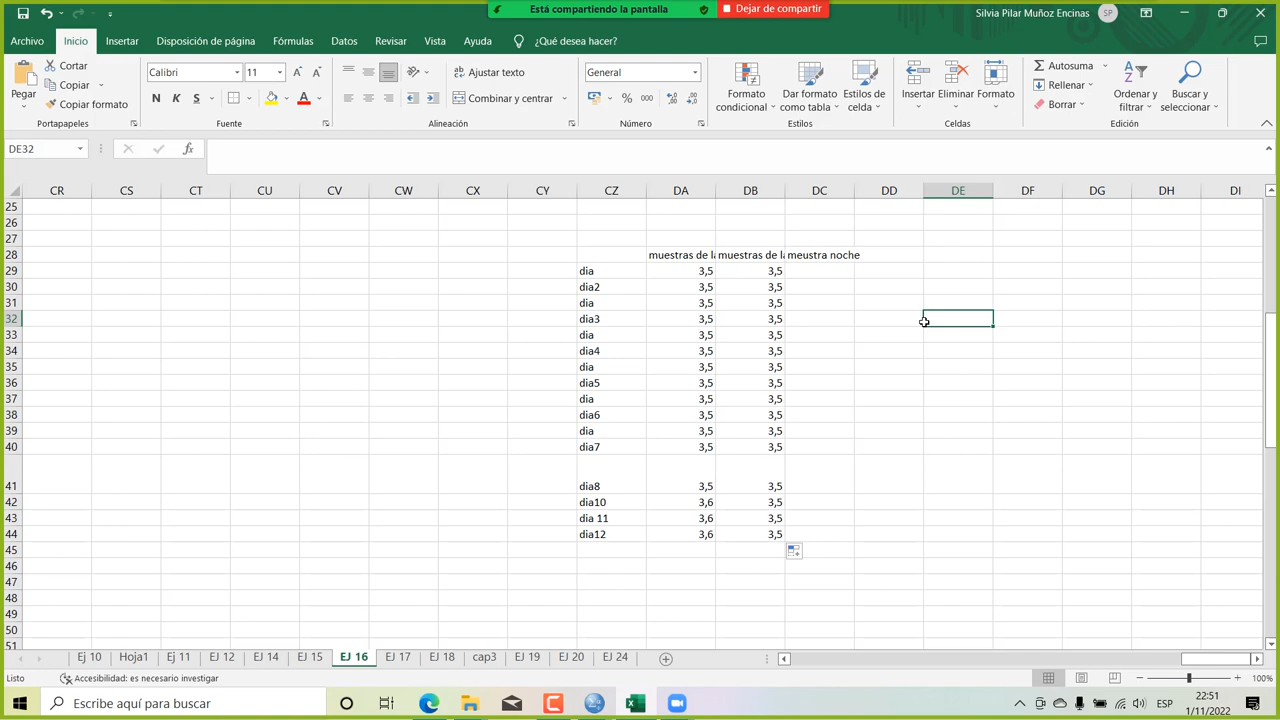 Está compartiendo la pantalla
Dejar de compartir
Silvia Pilar Muñoz Encinas
SP
Archivo Inicio Insertar Disposición de página Fórmulas Datos Revisar Vista Ayuda ¿Qué desea hacer?
Pegar
Cortar
Copiar
Copiar formato
Portapapeles
Calibri 11
N K S
Fuente
Ajustar texto
Combinar y centrar
Alineación
General
% 000
Número
Formato condicional
Dar formato como tabla
Estilos de celda
Estilos
Insertar Eliminar Formato
Celdas
Autosuma
Rellenar
Borrar
Ordenar y filtrar
Buscar y seleccionar
Edición
DE32
fx
CR CS CT CU CV CW CX CY CZ DA DB DC DD DE DF DG DH DI
25
26
27
28 muestras de la muestras de la meustra noche
29 dia 3,5 3,5
30 dia2 3,5 3,5
31 dia 3,5 3,5
32 dia3 3,5 3,5
33 dia 3,5 3,5
34 dia4 3,5 3,5
35 dia 3,5 3,5
36 dia5 3,5 3,5
37 dia 3,5 3,5
38 dia6 3,5 3,5
39 dia 3,5 3,5
40 dia7 3,5 3,5
41 dia8 3,5 3,5
42 dia10 3,6 3,5
43 dia 11 3,6 3,5
44 dia12 3,6 3,5
45
46
47
48
49
50
51
Ej 10 Hoja1 Ej 11 EJ 12 EJ 14 EJ 15 EJ 16 EJ 17 EJ 18 cap3 EJ 19 EJ 20 EJ 24
Listo Accesibilidad: es necesario investigar 100%
Escribe aquí para buscar
ESP
22:51
1/11/2022